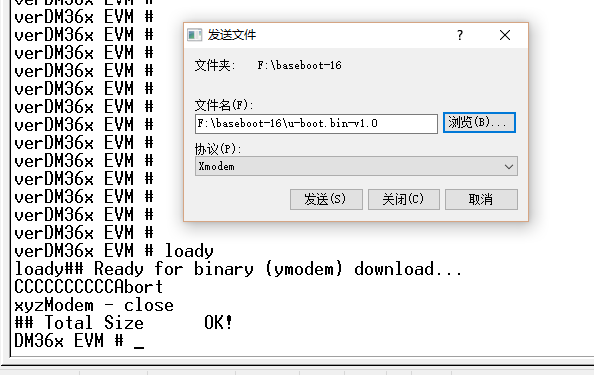 verDM36x EVM #
verDM36x EVM #
verDM36x EVM #
verDM36x EVM #
verDM36x EVM #
verDM36x EVM #
verDM36x EVM #
verDM36x EVM #
verDM36x EVM #
verDM36x EVM #
verDM36x EVM #
verDM36x EVM #
verDM36x EVM #
verDM36x EVM # loady
loady## Ready for binary (ymodem) download...
CCCCCCCCCCAbort
xyzModem - close
## Total Size      OK!
DM36x EVM # _
发送文件
文件夹: F:\baseboot-16
文件名(F):
F:\baseboot-16\u-boot.bin-v1.0
浏览(B)...
协议(P):
Xmodem
发送(S)
关闭(C)
取消